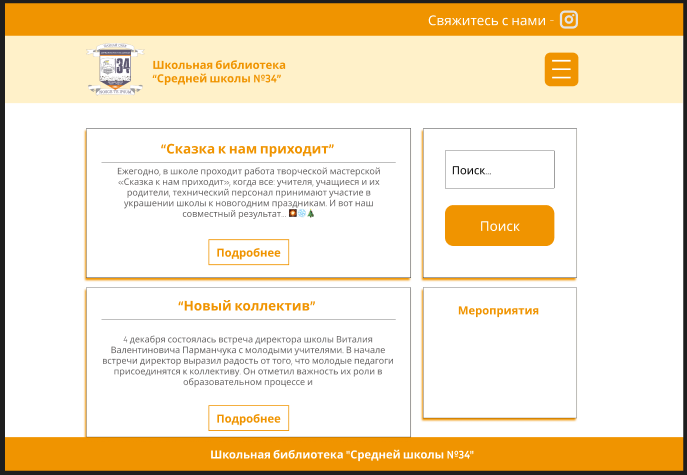 Свяжитесь с нами -
34
Школьная библиотека
"Средней школы №34"
"Сказка к нам приходит"
Ежегодно, в школе проходит работа творческой мастерской
«Сказка к нам приходит», когда все: учителя, учащиеся и их
родители, технический персонал принимают участие в
украшении школы к новогодним праздникам. И вот наш
совместный результат... 🎇❄️🎄
Подробнее
Поиск...
Поиск
"Новый коллектив"
4 декабря состоялась встреча директора школы Виталия
Валентиновича Парманчука с молодыми учителями. В начале
встречи директор выразил радость от того, что молодые педагоги
присоединятся к коллективу. Он отметил важность их роли в
образовательном процессе и
Подробнее
Мероприятия
Школьная библиотека "Средней школы №34"